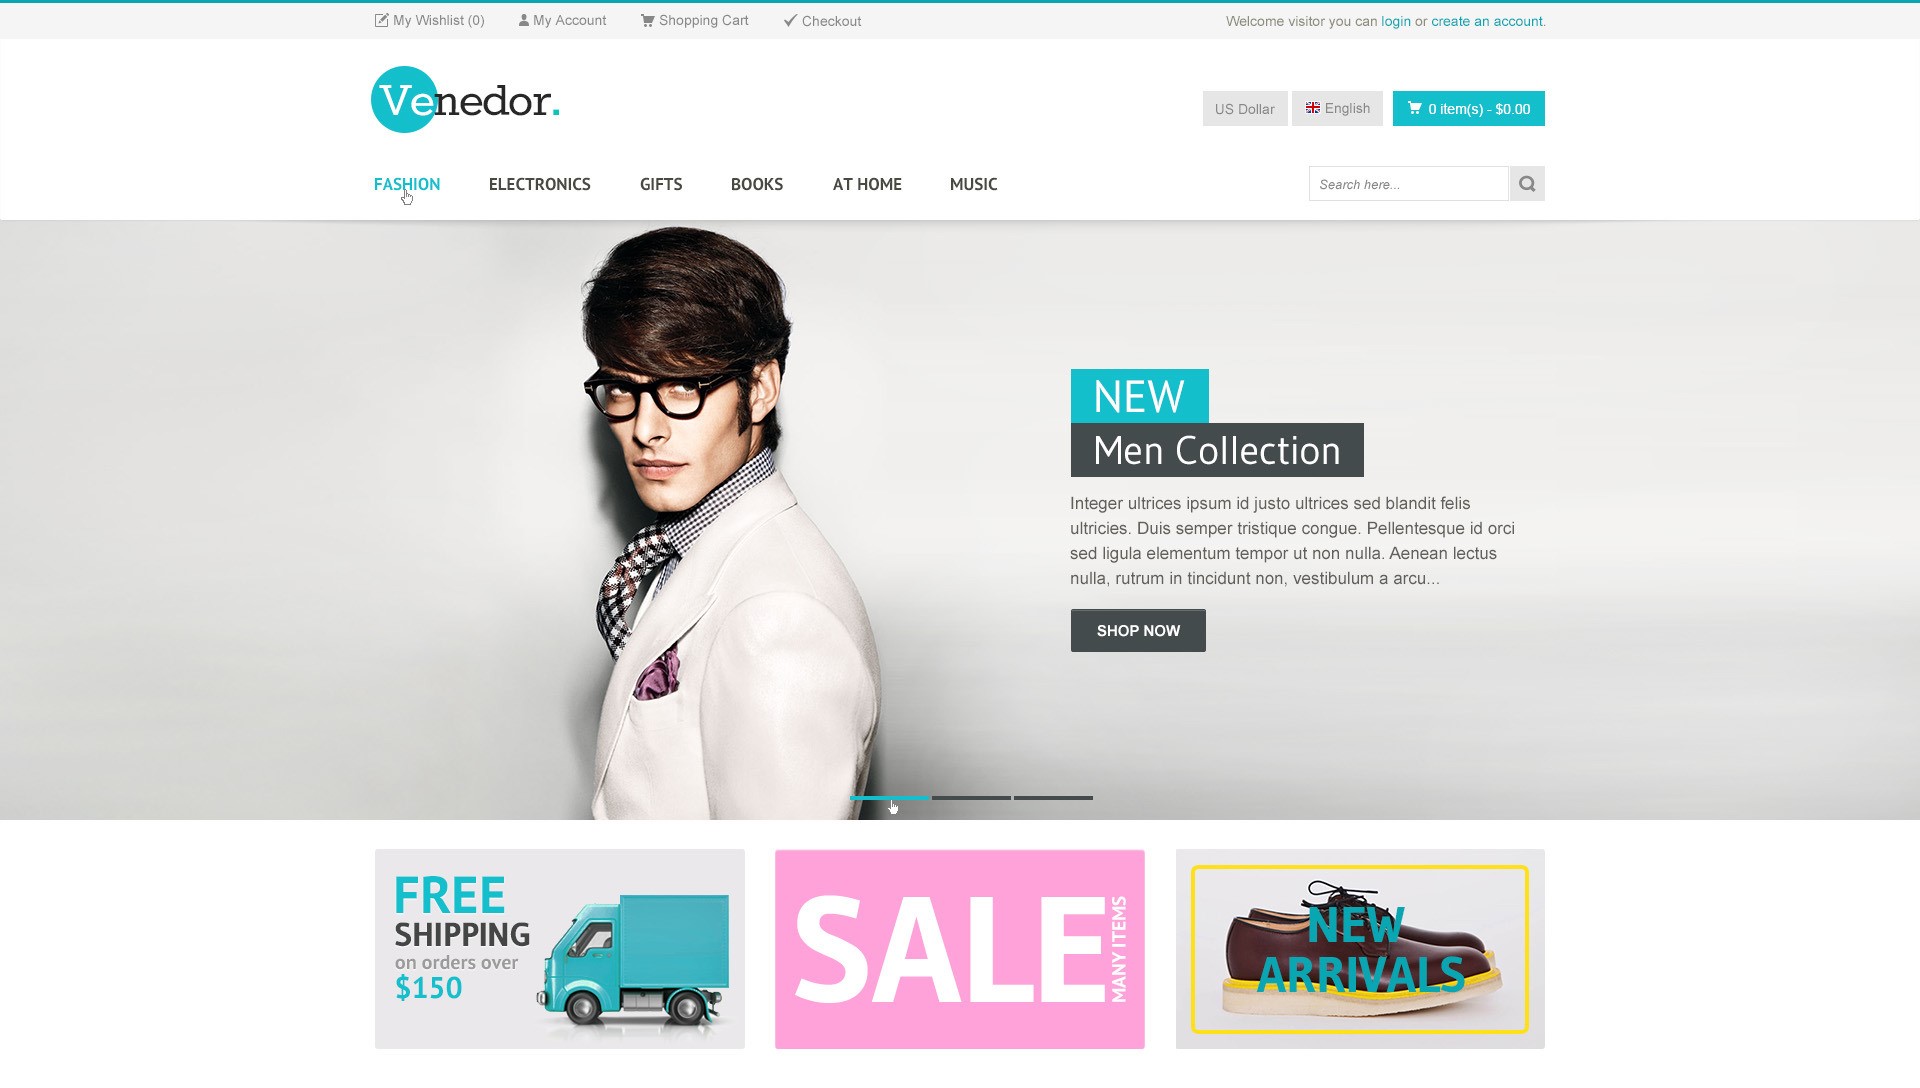 My Wishlist (0)
My Account
Shopping Cart
Checkout
Welcome visitor you can login or create an account.
Venedor.
US Dollar
English
0 item(s) - $0.00
FASHION
ELECTRONICS
GIFTS
BOOKS
AT HOME
MUSIC
Search here...
NEW
Men Collection
Integer ultrices ipsum id justo ultrices sed blandit felis
ultricies. Duis semper tristique congue. Pellentesque id orci
sed ligula elementum tempor ut non nulla. Aenean lectus
nulla, rutrum in tincidunt non, vestibulum a arcu...
SHOP NOW
FREE
SHIPPING
on orders over
$150
SALE
MANY ITEMS
NEW
ARRIVALS